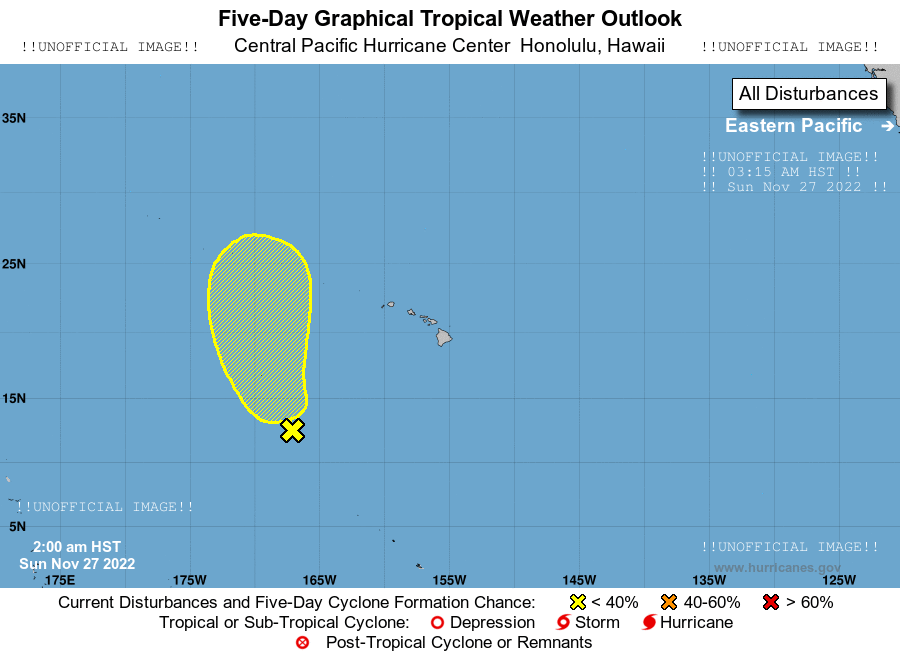 Five-Day Graphical Tropical Weather Outlook
!!UNOFFICIAL IMAGE!! Central Pacific Hurricane Center Honolulu, Hawaii !!UNOFFICIAL IMAGE!!
All Disturbances
35N
Eastern Pacific
!!UNOFFICIAL IMAGE!!
!! 03:15 AM HST !!
!! Sun Nov 27 2022 !!
25N
15N
!!UNOFFICIAL IMAGE!!
5N
2:00 am HST
Sun Nov 27 2022
!!UNOFFICIAL IMAGE!!
www.hurricanes.gov
175E 175W 165W 155W 145W 135W 125W
Current Disturbances and Five-Day Cyclone Formation Chance: < 40% 40-60% > 60%
Tropical or Sub-Tropical Cyclone: Depression Storm Hurricane
Post-Tropical Cyclone or Remnants